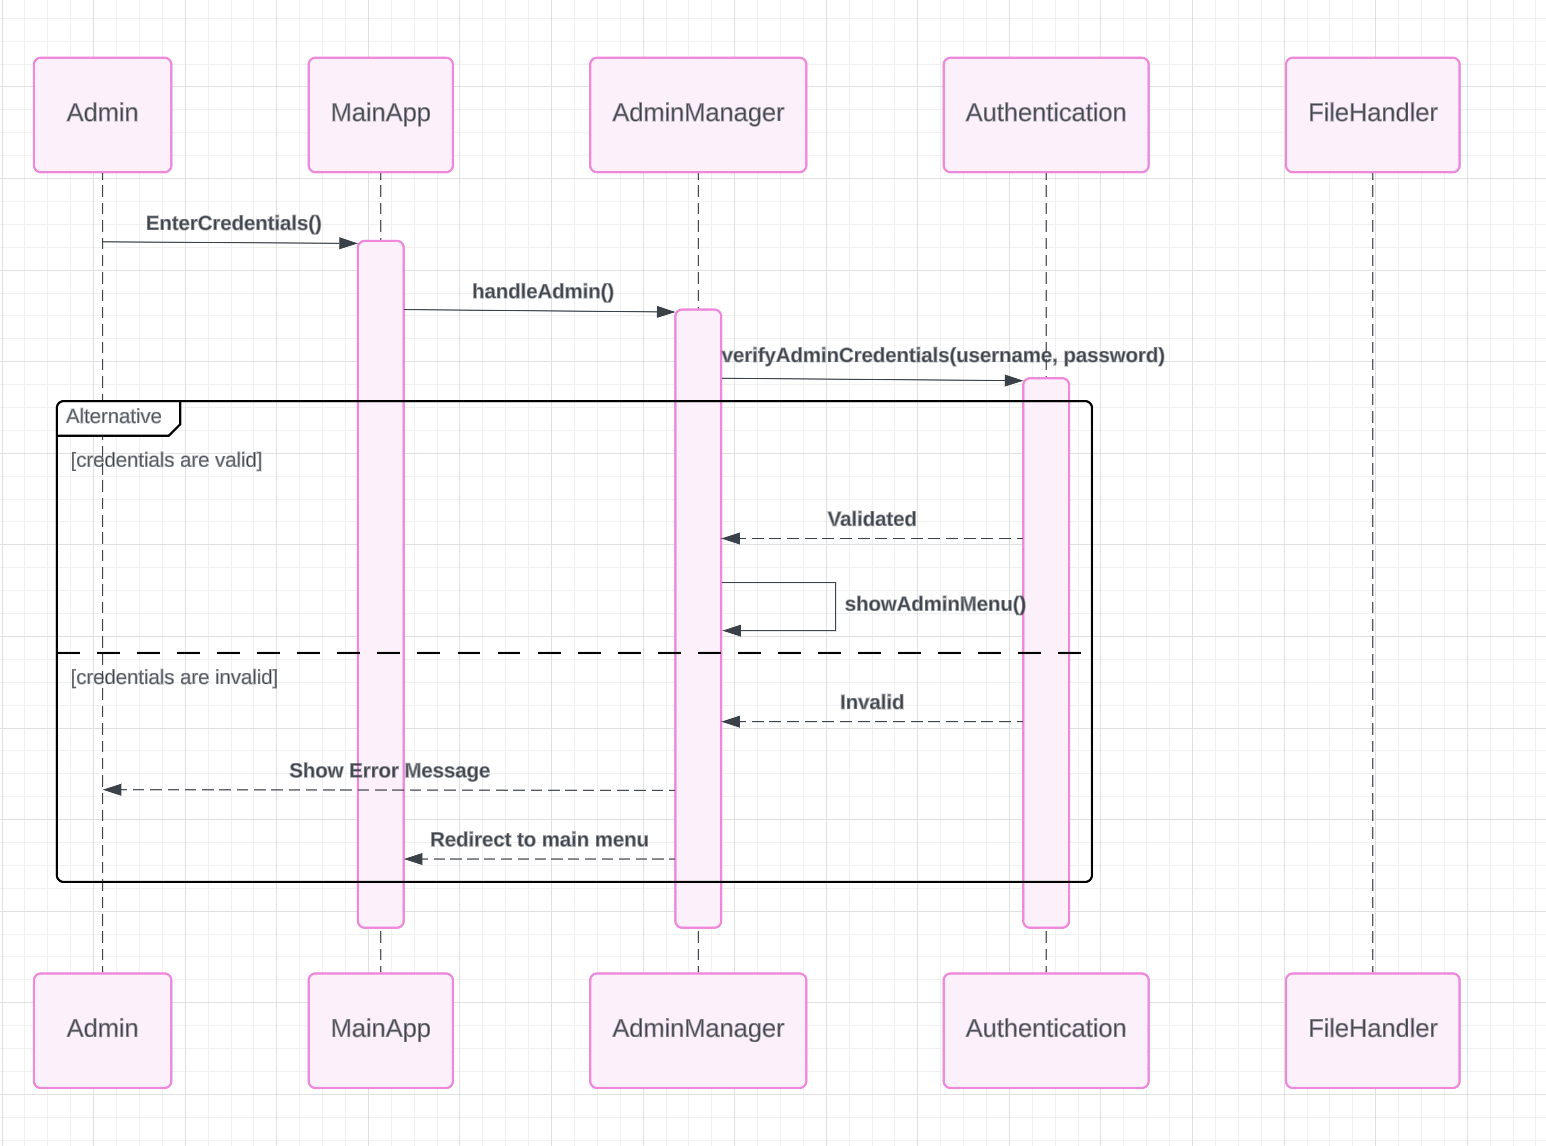 Admin
MainApp
AdminManager
Authentication
FileHandler
EnterCredentials()
handleAdmin()
verifyAdminCredentials(username, password)
Alternative
[credentials are valid]
Validated
showAdminMenu()
[credentials are invalid]
Invalid
Show Error Message
Redirect to main menu
Admin
MainApp
AdminManager
Authentication
FileHandler